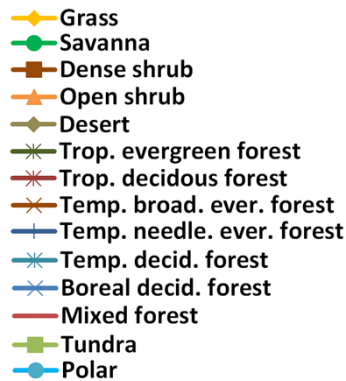 Grass
Savanna
Dense shrub
Open shrub
Desert
Trop. evergreen forest
Trop. decidous forest
Temp. broad. ever. forest
Temp. needle. ever. forest
Temp. decid. forest
Boreal decid. forest
Mixed forest
Tundra
Polar